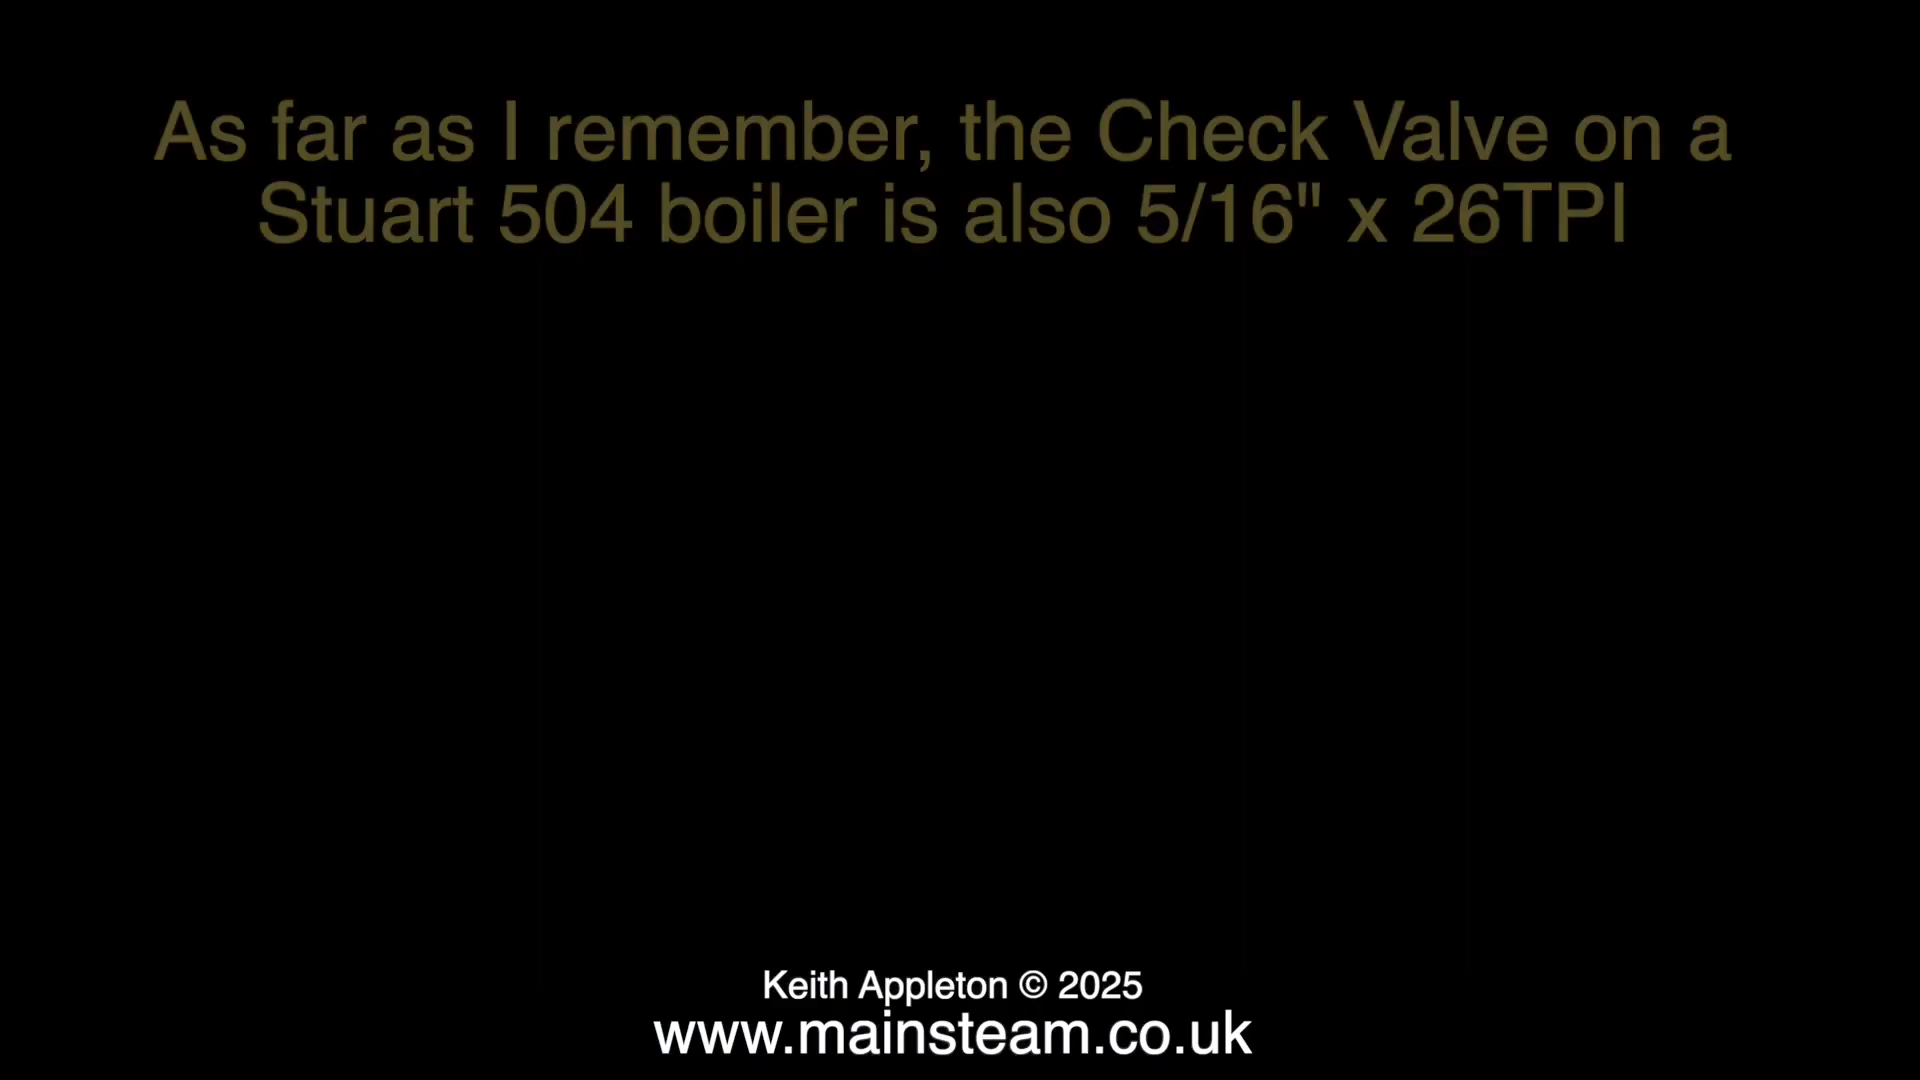 As far as I remember, the Check Valve on a
Stuart 504 boiler is also 5/16" x 26TPI
Keith Appleton © 2025
www.mainsteam.co.uk